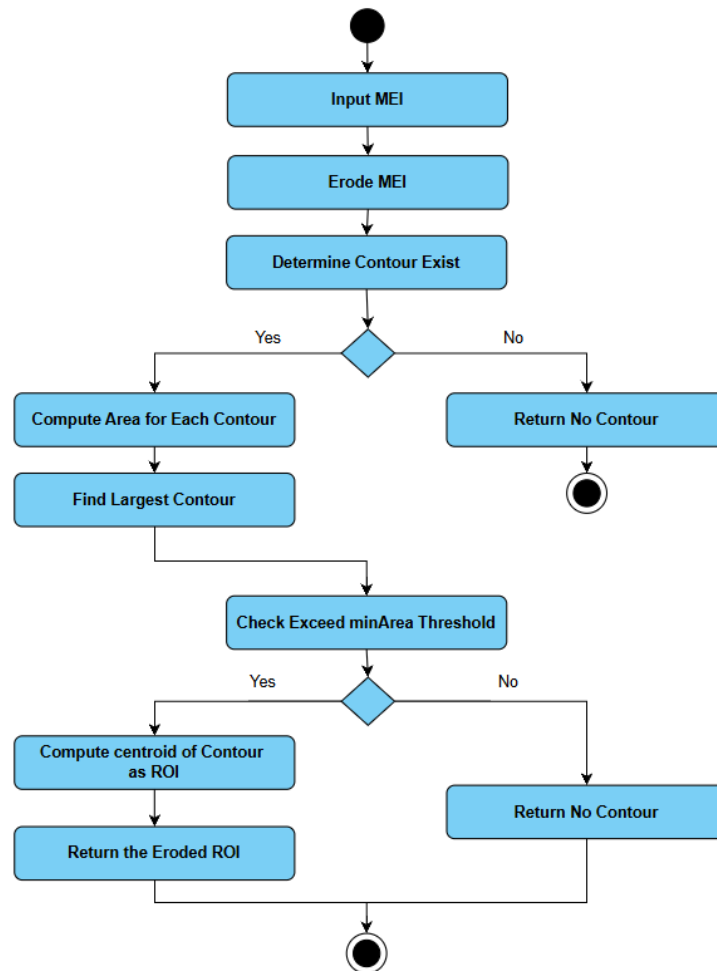 Input MEI
Erode MEI
Determine Contour Exist
Yes
No
Compute Area for Each Contour
Return No Contour
Find Largest Contour
Check Exceed minArea Threshold
Yes
No
Compute centroid of Contour
as ROI
Return No Contour
Return the Eroded ROI